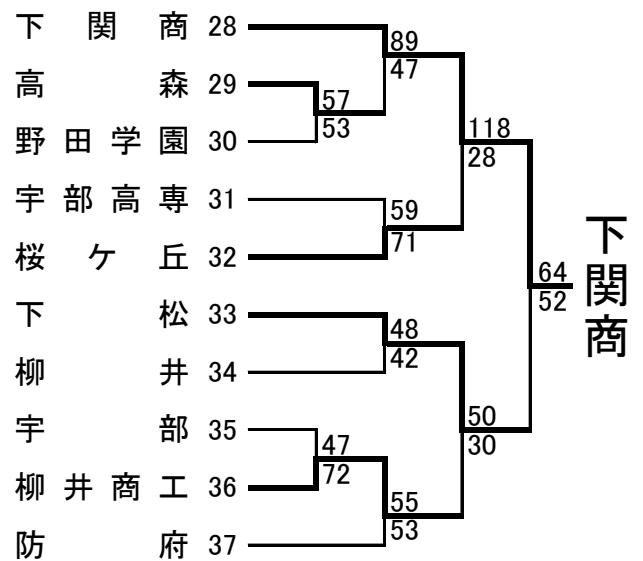 下関商 28
高森 29
野田学園 30
宇部高専 31
桜ケ丘 32
下松 33
柳井 34
宇部 35
柳井商工 36
防府 37
57
53
47
72
89
47
59
71
48
42
55
53
118
28
50
30
64
52
下関商